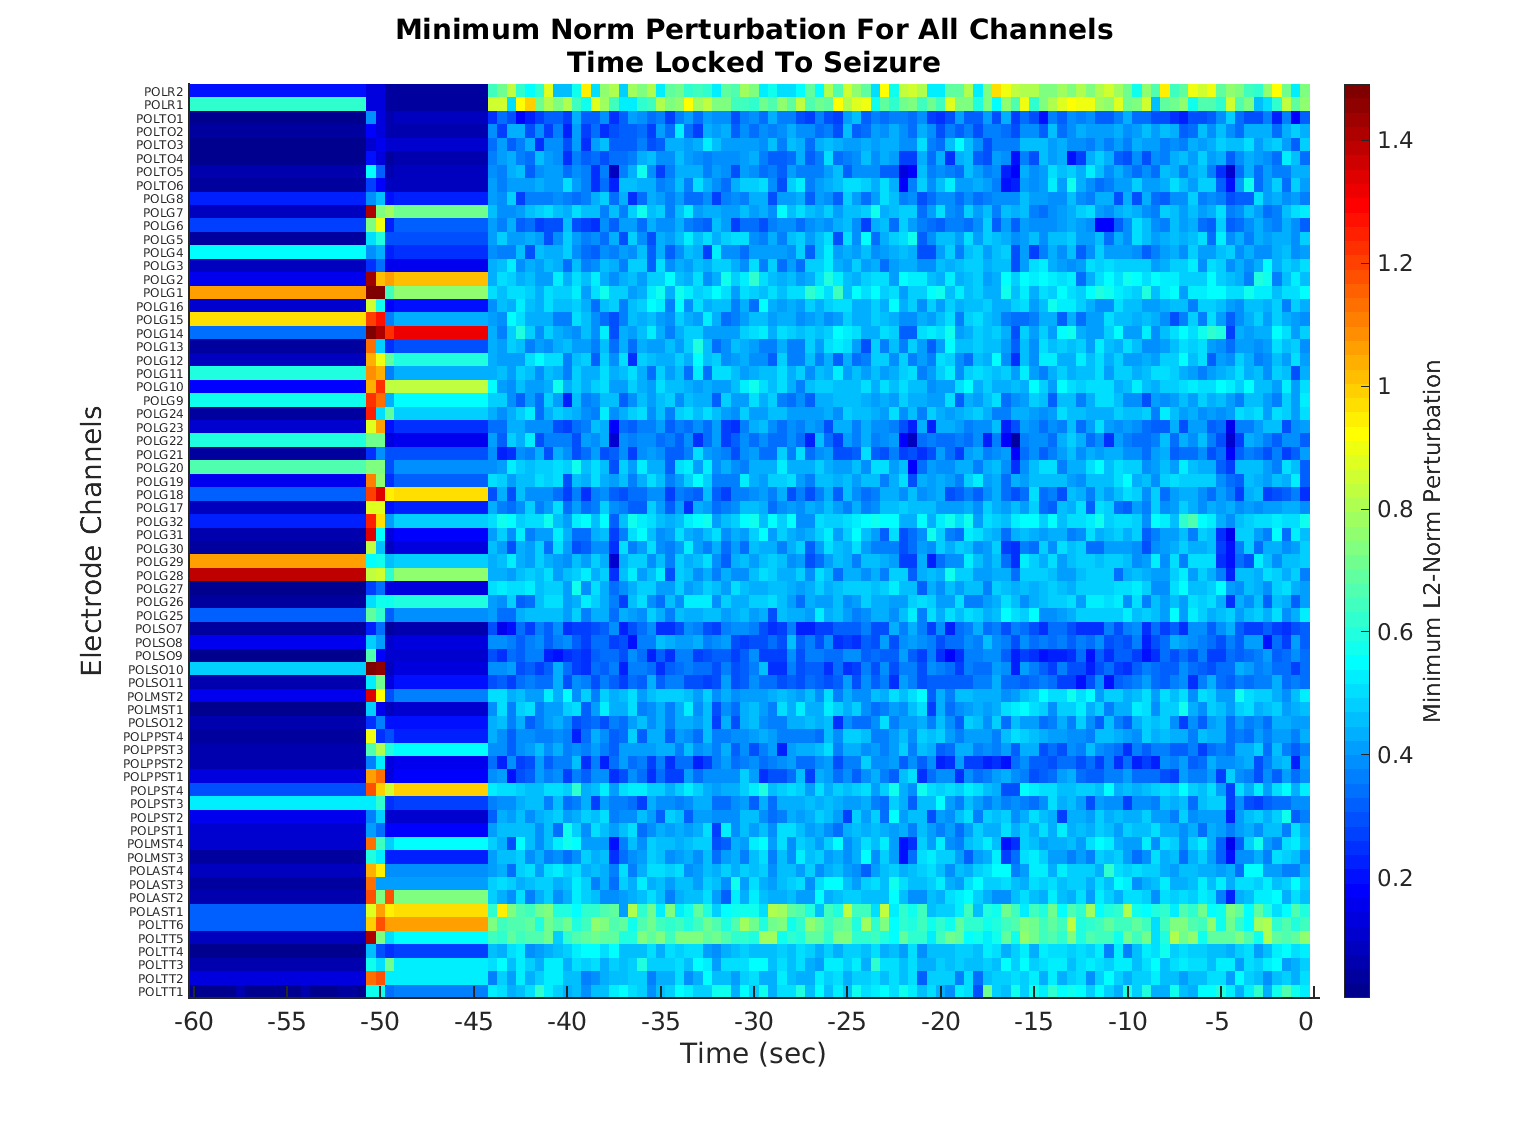 Minimum Norm Perturbation For All Channels
Time Locked To Seizure
Electrode Channels
POLR2
POLR1
POLTO1
POLTO2
POLTO3
POLTO4
POLTO5
POLTO6
POLG8
POLG7
POLG6
POLG5
POLG4
POLG3
POLG2
POLG1
POLG16
POLG15
POLG14
POLG13
POLG12
POLG11
POLG10
POLG9
POLG24
POLG23
POLG22
POLG21
POLG20
POLG19
POLG18
POLG17
POLG32
POLG31
POLG30
POLG29
POLG28
POLG27
POLG26
POLG25
POLSO7
POLSO8
POLSO9
POLSO10
POLSO11
POLMST2
POLMST1
POLSO12
POLPPST4
POLPPST3
POLPPST2
POLPPST1
POLPST4
POLPST3
POLPST2
POLPST1
POLMST4
POLMST3
POLAST4
POLAST3
POLAST2
POLAST1
POLTT6
POLTT5
POLTT4
POLTT3
POLTT2
POLTT1
-60 -55 -50 -45 -40 -35 -30 -25 -20 -15 -10 -5 0
Time (sec)
1.4
1.2
1
0.8
0.6
0.4
0.2
Minimum L2-Norm Perturbation